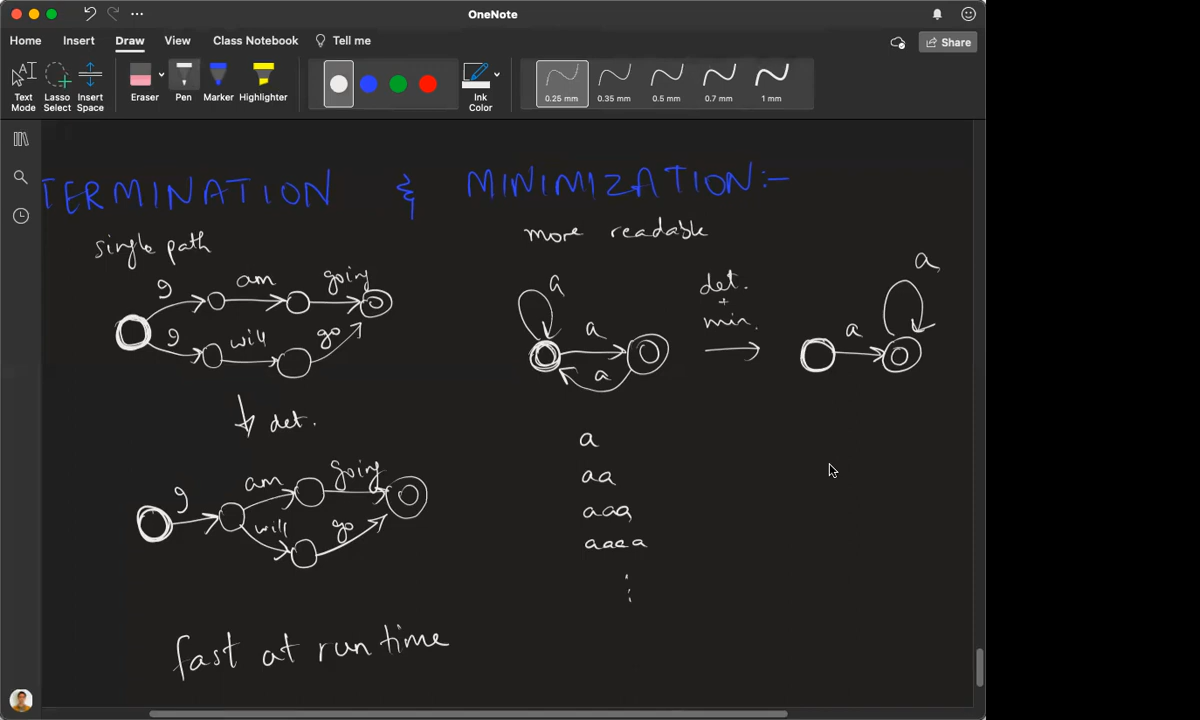 OneNote
Home Insert Draw View Class Notebook Tell me Share
Text Mode Lasso Select Insert Space Eraser Pen Marker Highlighter Ink Color 0.25 mm 0.35 mm 0.5 mm 0.7 mm 1 mm
TERMINATION & MINIMIZATION:-
single path
I am going
I will go
det.
I am going
will go
fast at run time
more readable
a
a
a
det.
+
min.
a
a
a
aa
aaa
aaaa